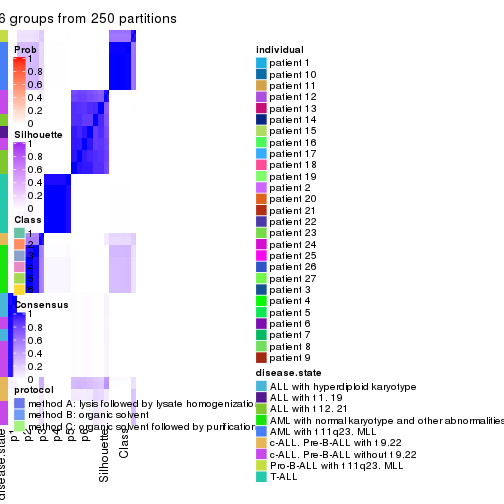 6 groups from 250 partitions
Prob
1
0.8
0.6
0.4
0.2
0
Silhouette
1
0.8
0.6
0.4
0.2
0
Class
1
2
3
4
5
6
Consensus
1
0.8
0.6
0.4
0.2
0
protocol
method A: lysis followed by lysate homogenizatio
method B: organic solvent
method C: organic solvent followed by purification
disease.state
p1
p2
p3
p4
p5
p6
Silhouette
Class
individual
patient 1
patient 10
patient 11
patient 12
patient 13
patient 14
patient 15
patient 16
patient 17
patient 18
patient 19
patient 2
patient 20
patient 21
patient 22
patient 23
patient 24
patient 25
patient 26
patient 27
patient 3
patient 4
patient 5
patient 6
patient 7
patient 8
patient 9
disease.state
ALL with hyperdiploid karyotype
ALL with t1. 19
ALL with t12. 21
AML with normal karyotype and other abnormalities
AML with t11q23. MLL
c-ALL. Pre-B-ALL with t9.22
c-ALL. Pre-B-ALL without t9.22
Pro-B-ALL with t11q23. MLL
T-ALL